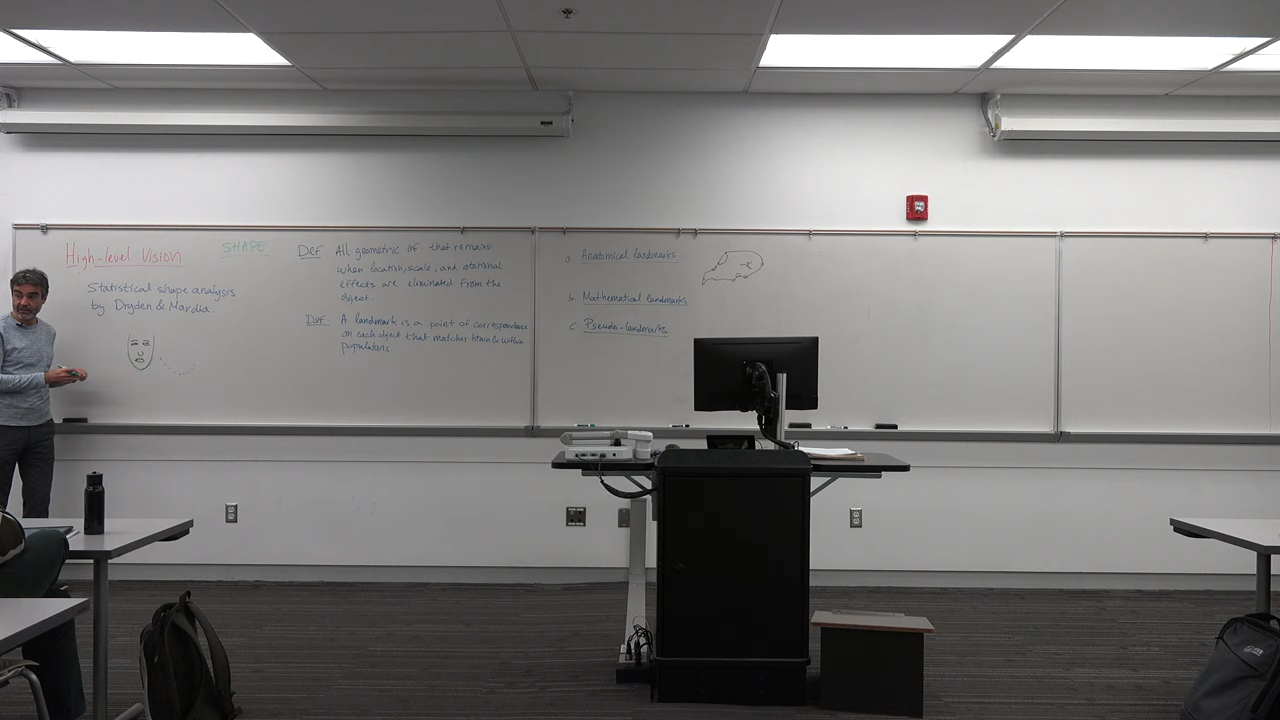 High-level Vision
SHAPE
Statistical shape analysis
by Dryden & Mardia.
Def All geometric of that remains
when location, scale, and rotational
effects are eliminated from the
object.
Def. A landmark is a point of correspondence
on each object that matches btwn & within
populations.
a. Anatomical landmarks.
b. Mathematical landmarks
c. Pseudo-landmarks.